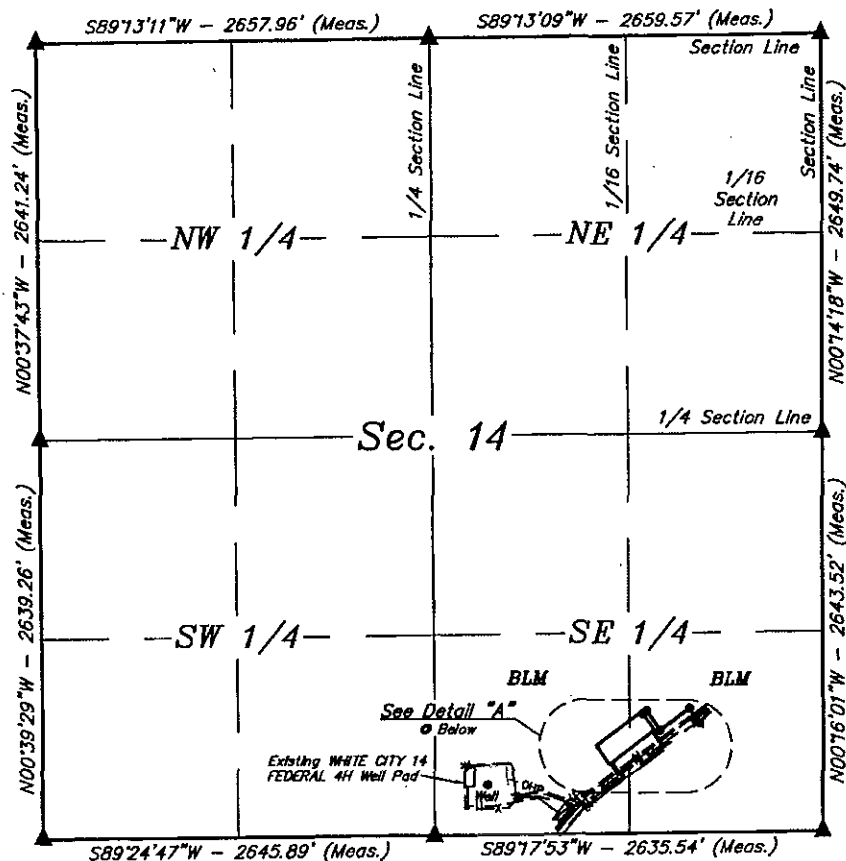 S89°13'11"W - 2657.96' (Meas.)
S89°13'09"W - 2659.57' (Meas.)
Section Line
Section Line
1/4 Section Line
1/16 Section Line
1/16
Section
Line
N00°37'43"W - 2641.24' (Meas.)
N00°14'18"W - 2649.74' (Meas.)
NW 1/4
NE 1/4
1/4 Section Line
Sec. 14
N00°39'29"W - 2639.26' (Meas.)
N00°16'01"W - 2643.52' (Meas.)
SW 1/4
SE 1/4
BLM
BLM
See Detail "A"
Below
Existing WHITE CITY 14
FEDERAL 4H Well Pad
Well
OHP
S89°24'47"W - 2645.89' (Meas.)
S89°17'53"W - 2635.54' (Meas.)